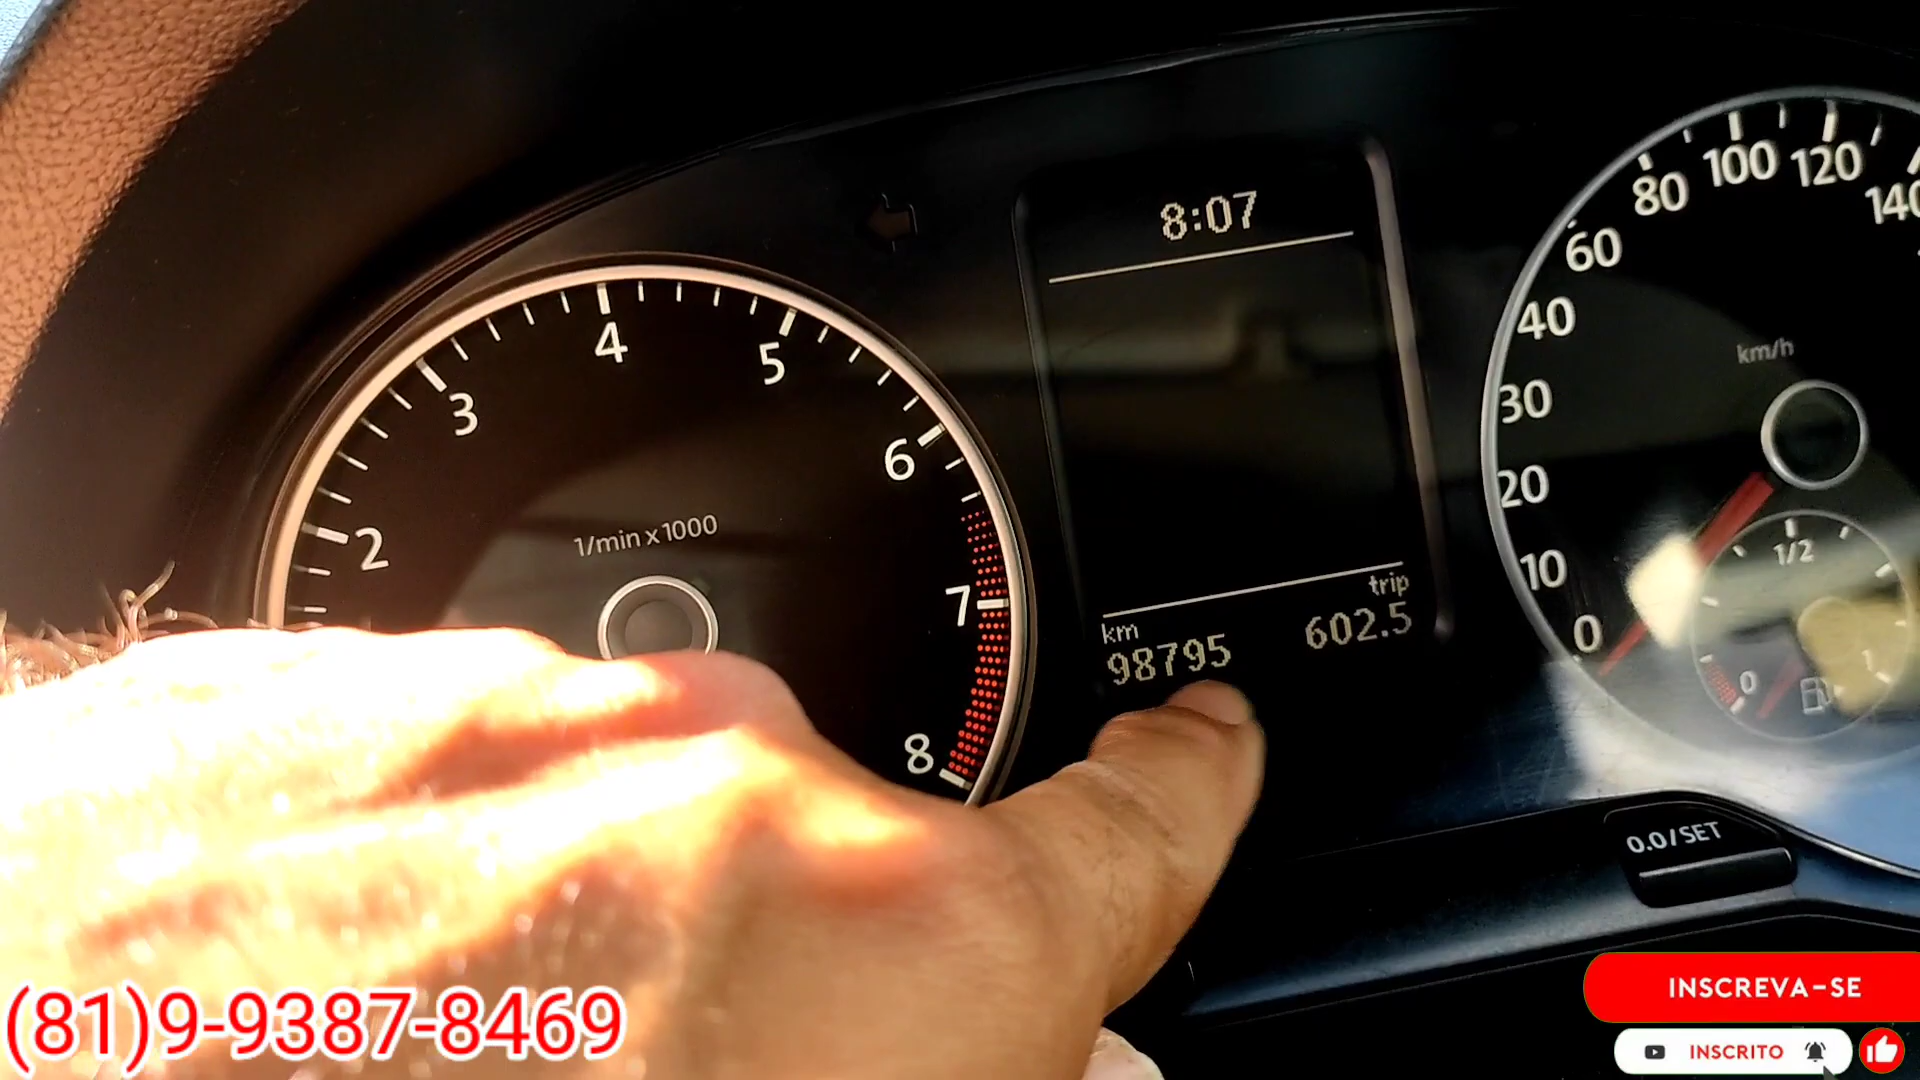 8:07
80 100 120 140
60
40
30
20
10
0
km/h
1/2
0 1
2 3 4 5 6 7 8
1/min x 1000
trip
km
98795 602.5
0.0/SET
(81)9-9387-8469
INSCREVA-SE
INSCRITO